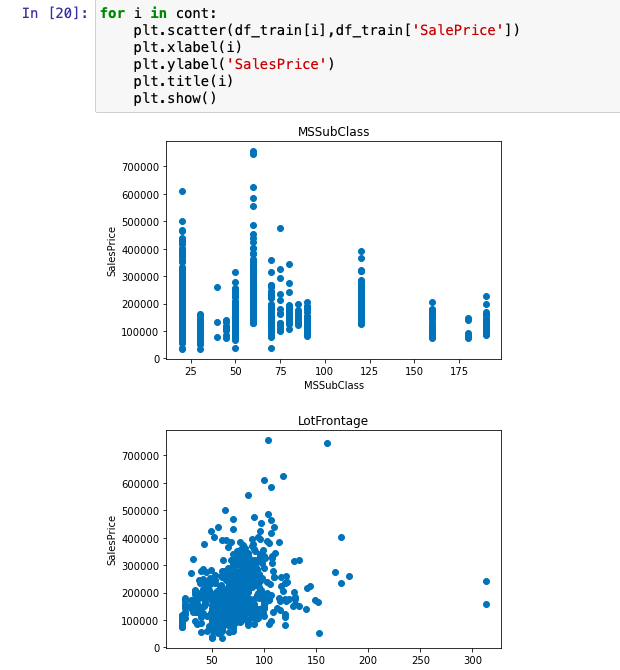 In [20]: for i in cont:
    plt.scatter(df_train[i],df_train['SalePrice'])
    plt.xlabel(i)
    plt.ylabel('SalesPrice')
    plt.title(i)
    plt.show()
MSSubClass
700000
600000
500000
400000
300000
200000
100000
0
SalesPrice
25 50 75 100 125 150 175
MSSubClass
LotFrontage
700000
600000
500000
400000
300000
200000
100000
0
SalesPrice
50 100 150 200 250 300